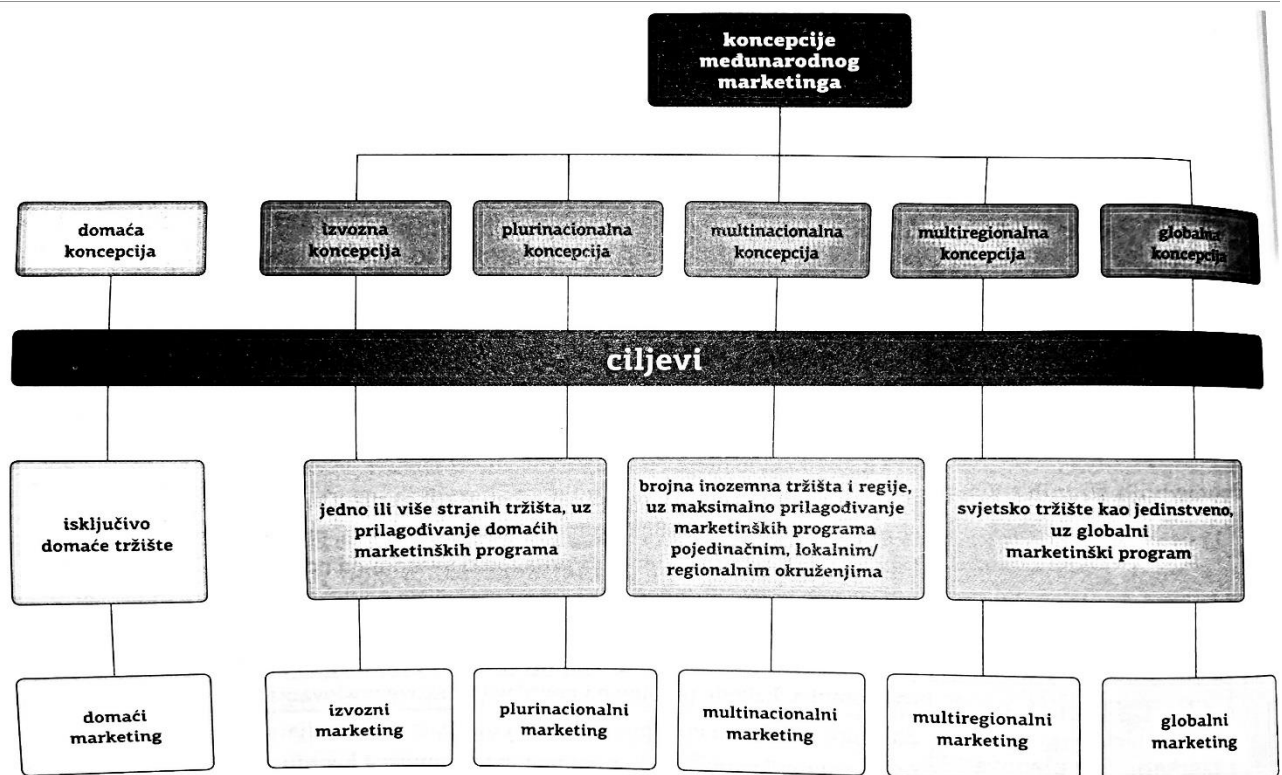 koncepcije
međunarodnog
marketinga
domaća
koncepcija
izvozna
koncepcija
plurinacionalna
koncepcija
multinacionalna
koncepcija
multiregionalna
koncepcija
globalna
koncepcija
ciljevi
isključivo
domaće tržište
jedno ili više stranih tržišta, uz
prilagođivanje domaćih
marketinških programa
brojna inozemna tržišta i regije,
uz maksimalno prilagođivanje
marketinških programa
pojedinačnim, lokalnim/
regionalnim okruženjima
svjetsko tržište kao jedinstveno,
uz globalni
marketinški program
domaći
marketing
izvozni
marketing
plurinacionalni
marketing
multinacionalni
marketing
multiregionalni
marketing
globalni
marketing